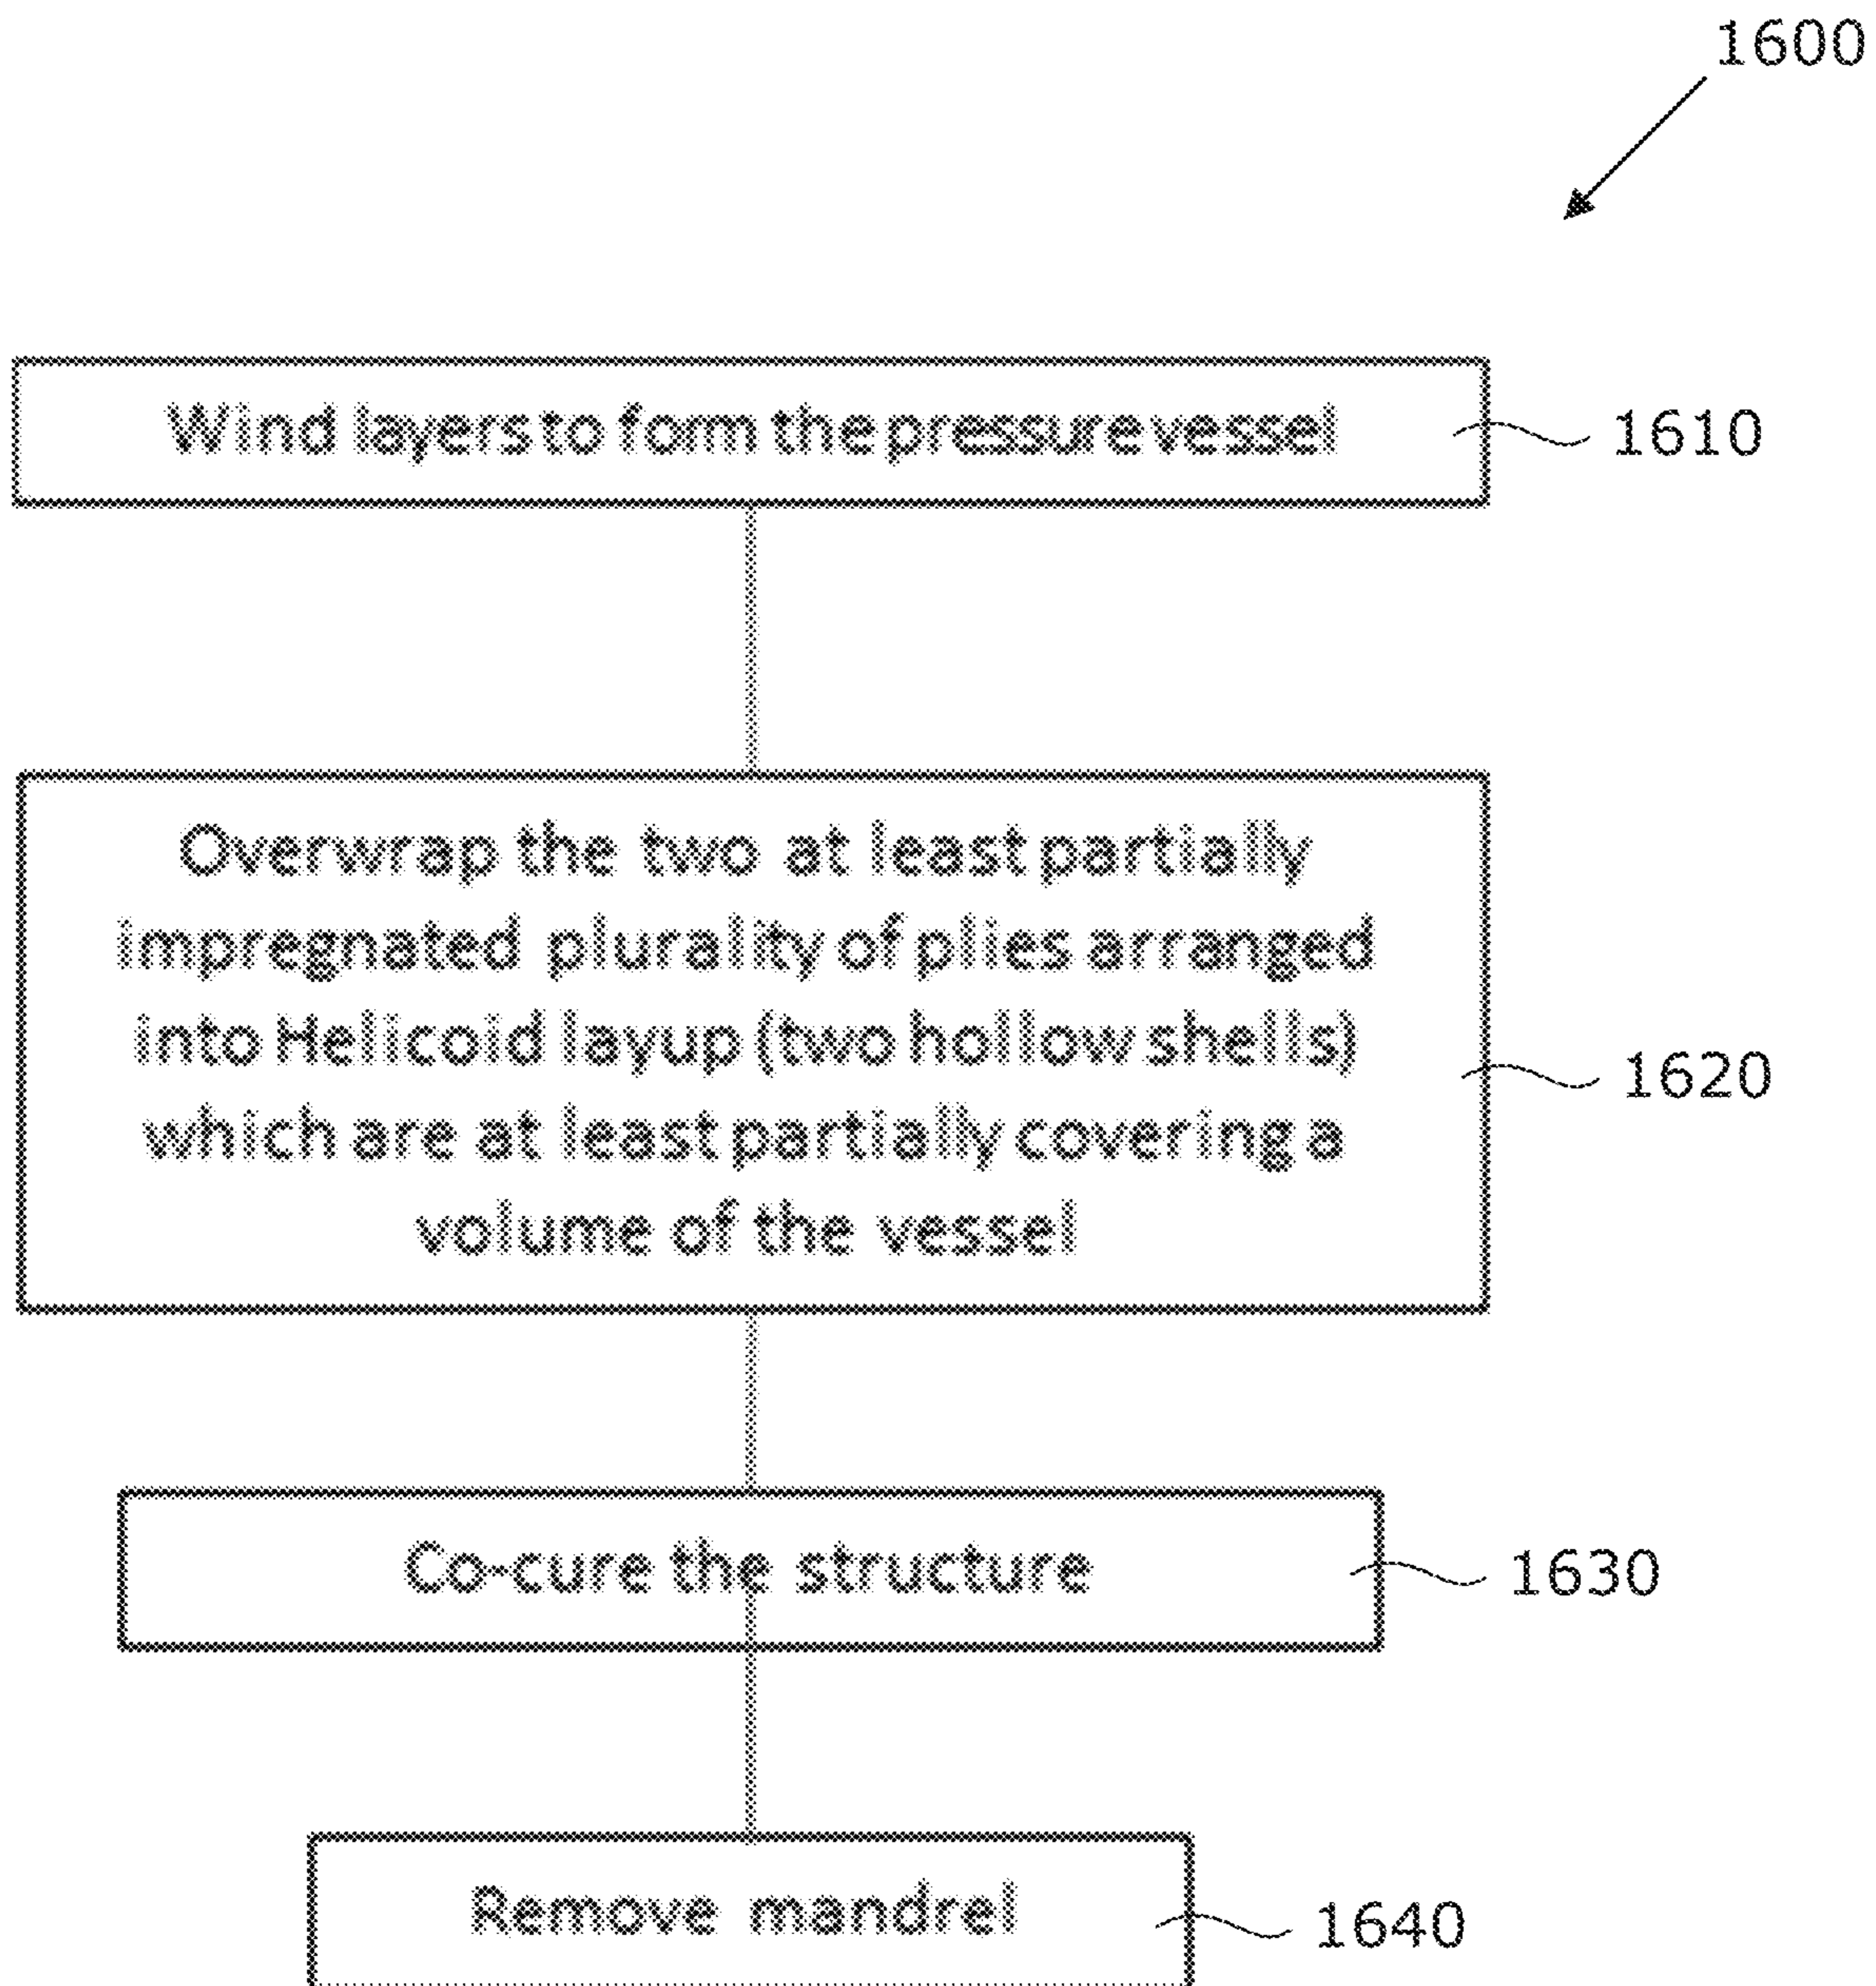 1600
Wind layers to form the pressure vessel
1610
Overwrap the two at least partially
impregnated plurality of plies arranged
into Helicoid layup (two hollow shells)
which are at least partially covering a
volume of the vessel
1620
Co-cure the structure
1630
Remove mandrel
1640